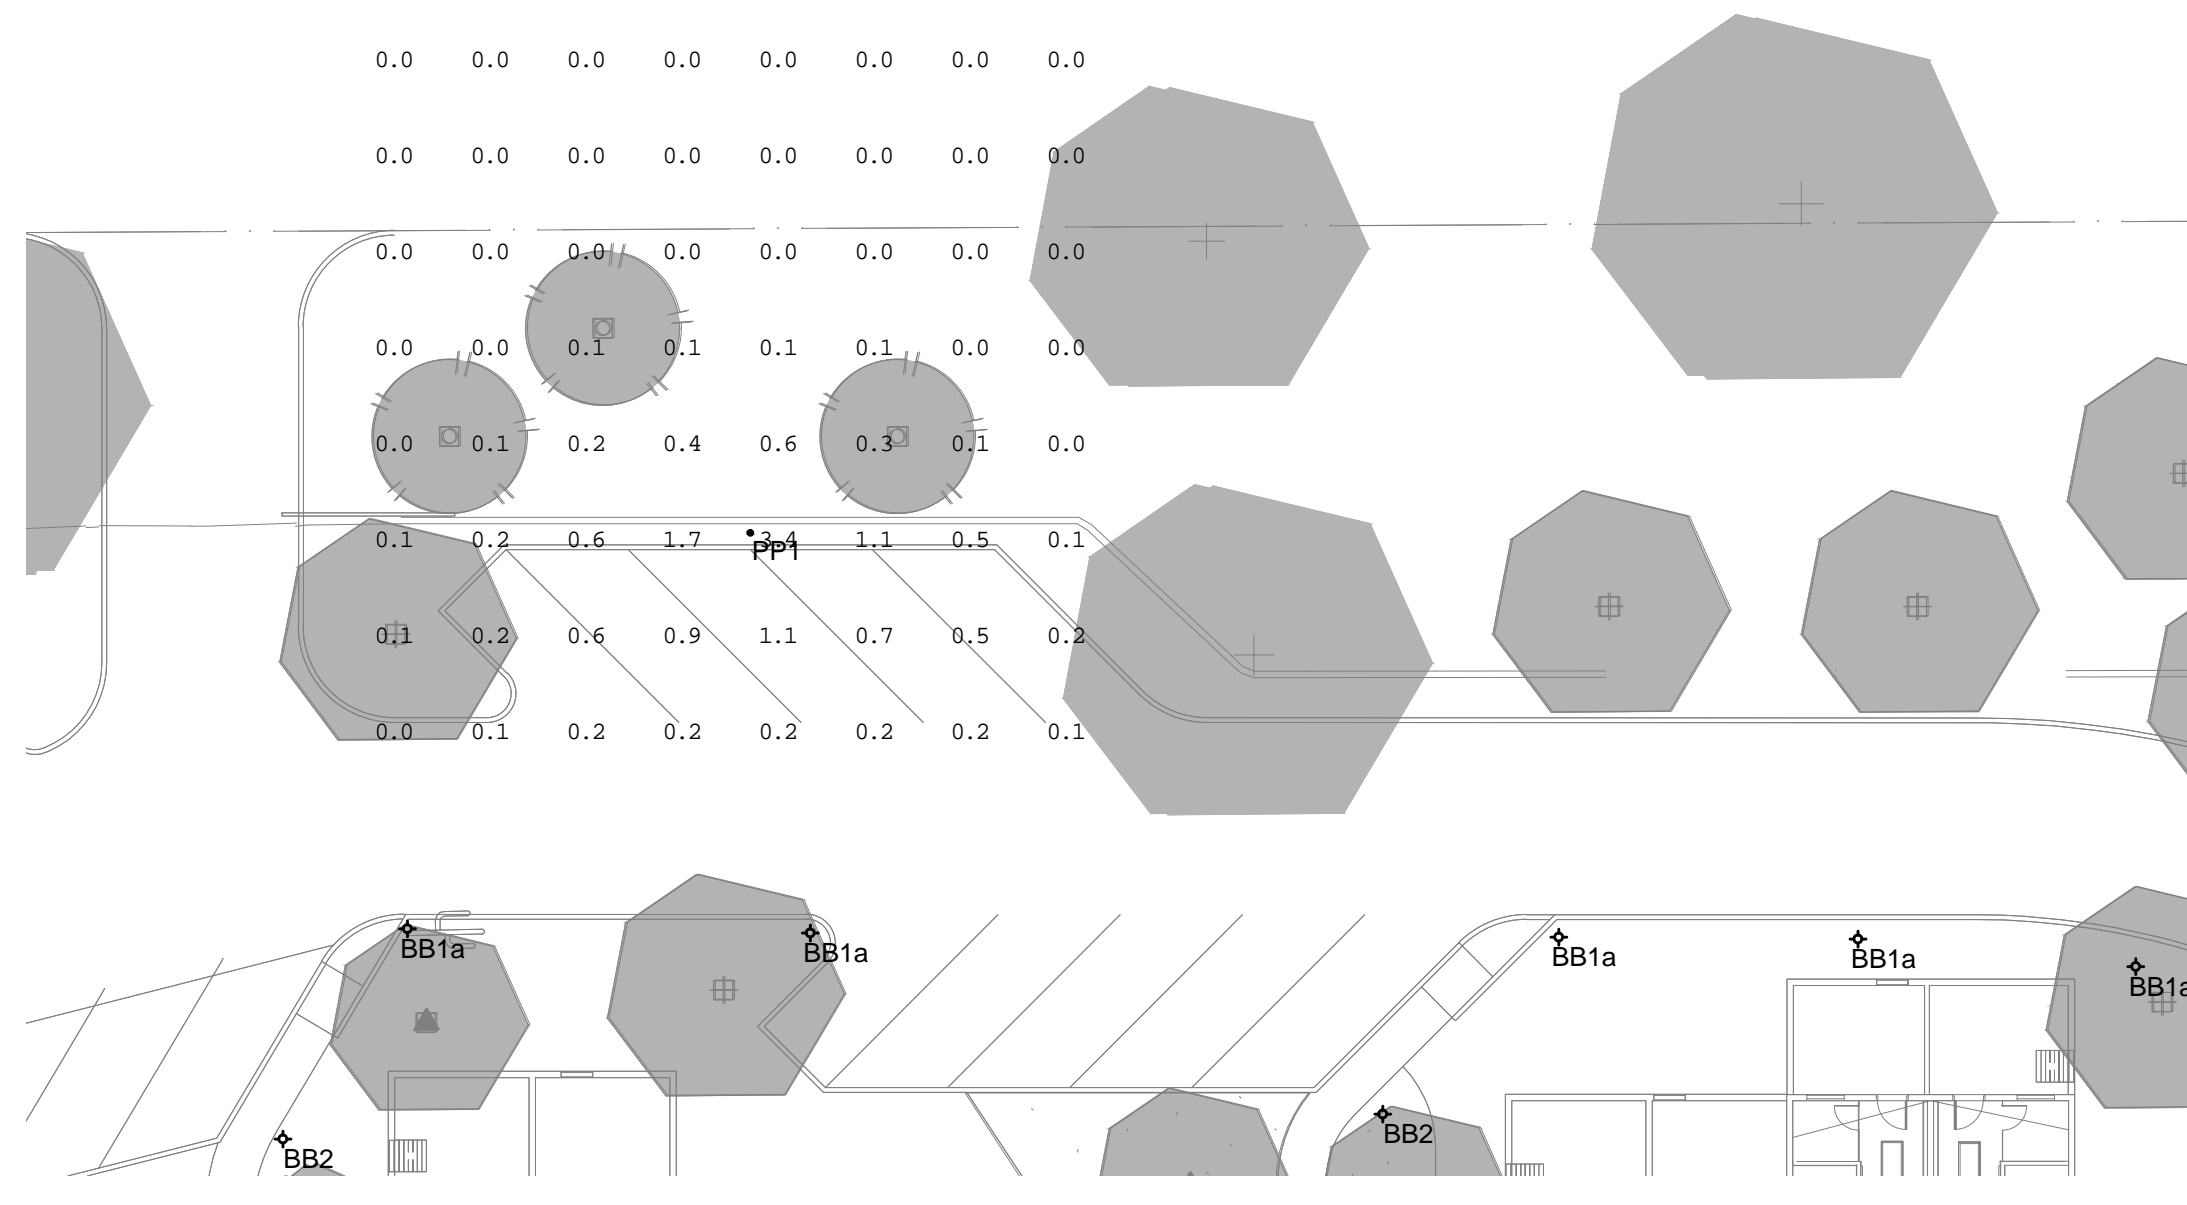 0.0 0.0 0.0 0.0 0.0 0.0 0.0 0.0
0.0 0.0 0.0 0.0 0.0 0.0 0.0 0.0
0.0 0.0 0.0 0.0 0.0 0.0 0.0 0.0
0.0 0.0 0.1 0.1 0.1 0.1 0.0 0.0
0.0 0.1 0.2 0.4 0.6 0.3 0.1 0.0
0.1 0.2 0.6 1.7 3.4 1.1 0.5 0.1
PP1
0.1 0.2 0.6 0.9 1.1 0.7 0.5 0.2
0.0 0.1 0.2 0.2 0.2 0.2 0.2 0.1
BB1a BB1a BB1a BB1a
BB1a
BB2
BB2